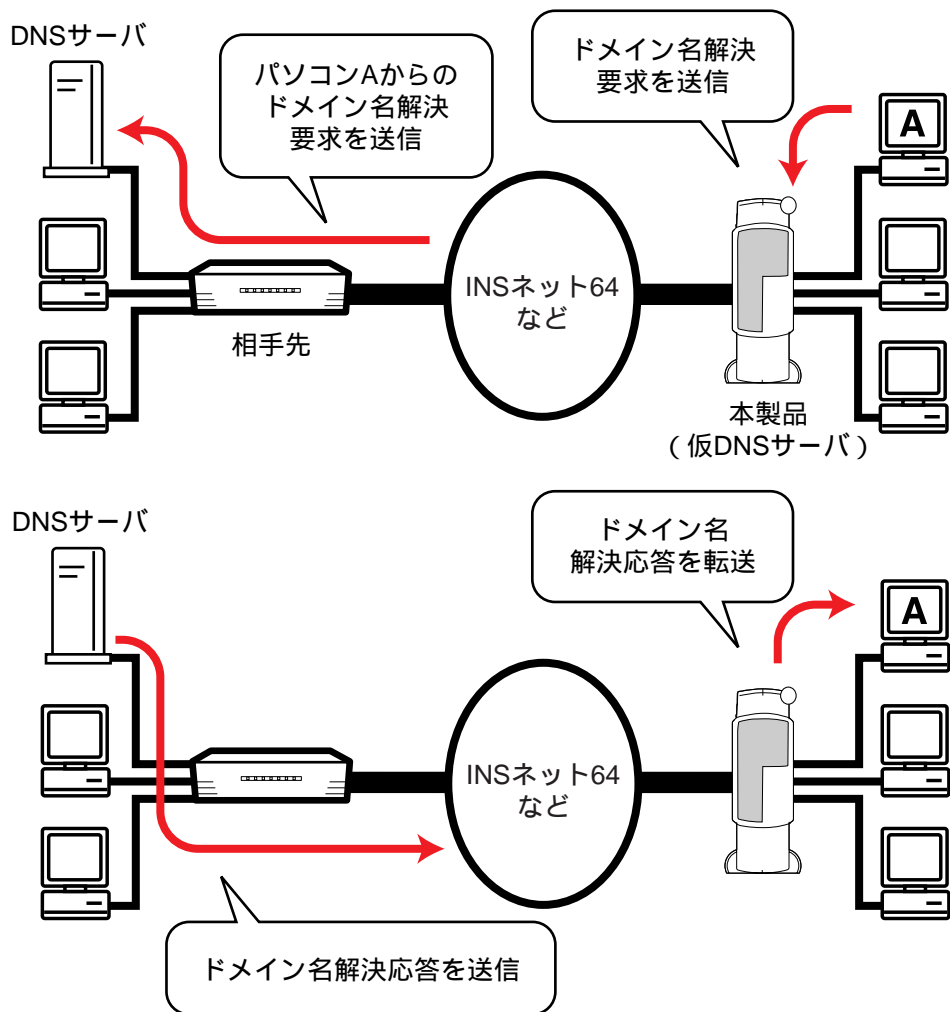 DNSサーバ
パソコンAからの
ドメイン名解決
要求を送信
ドメイン名解決
要求を送信
A
INSネット64
など
相手先
本製品
（仮DNSサーバ）
DNSサーバ
ドメイン名
解決応答を転送
A
INSネット64
など
ドメイン名解決応答を送信